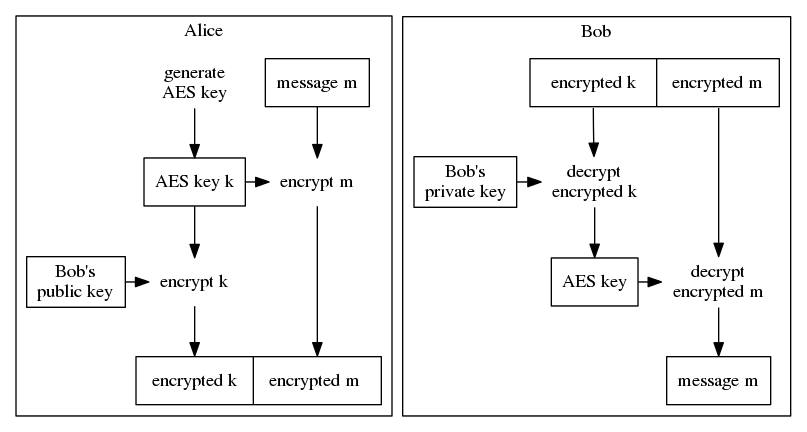 Alice
generate
AES key
message m
AES key k
encrypt m
Bob's
public key
encrypt k
encrypted k
encrypted m
Bob
encrypted k
encrypted m
Bob's
private key
decrypt
encrypted k
AES key
decrypt
encrypted m
message m